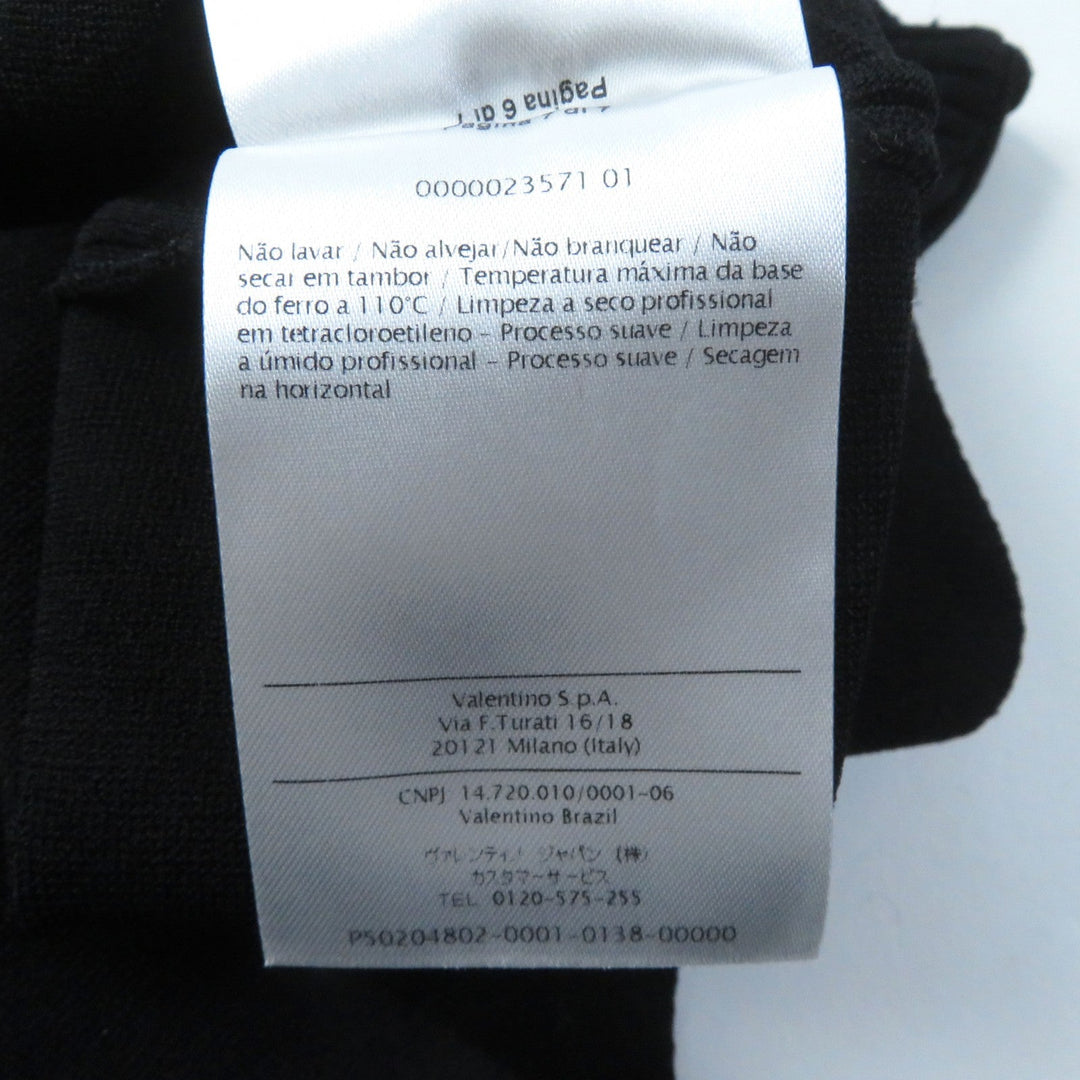 Pagina 6 di 7
0000023571 01
Não lavar / Não alvejar/Não branquear / Não
secar em tambor / Temperatura máxima da base
do ferro a 110°C / Limpeza a seco profissional
em tetracloroetileno – Processo suave / Limpeza
a úmido profissional – Processo suave / Secagem
na horizontal
Valentino S.p.A.
Via F.Turati 16/18
20121 Milano (Italy)
CNPJ 14.720.010/0001-06
Valentino Brazil
ヴァレンティノ ジャパン (株)
カスタマーサービス
TEL 0120-575-255
P50204802-0001-0138-00000